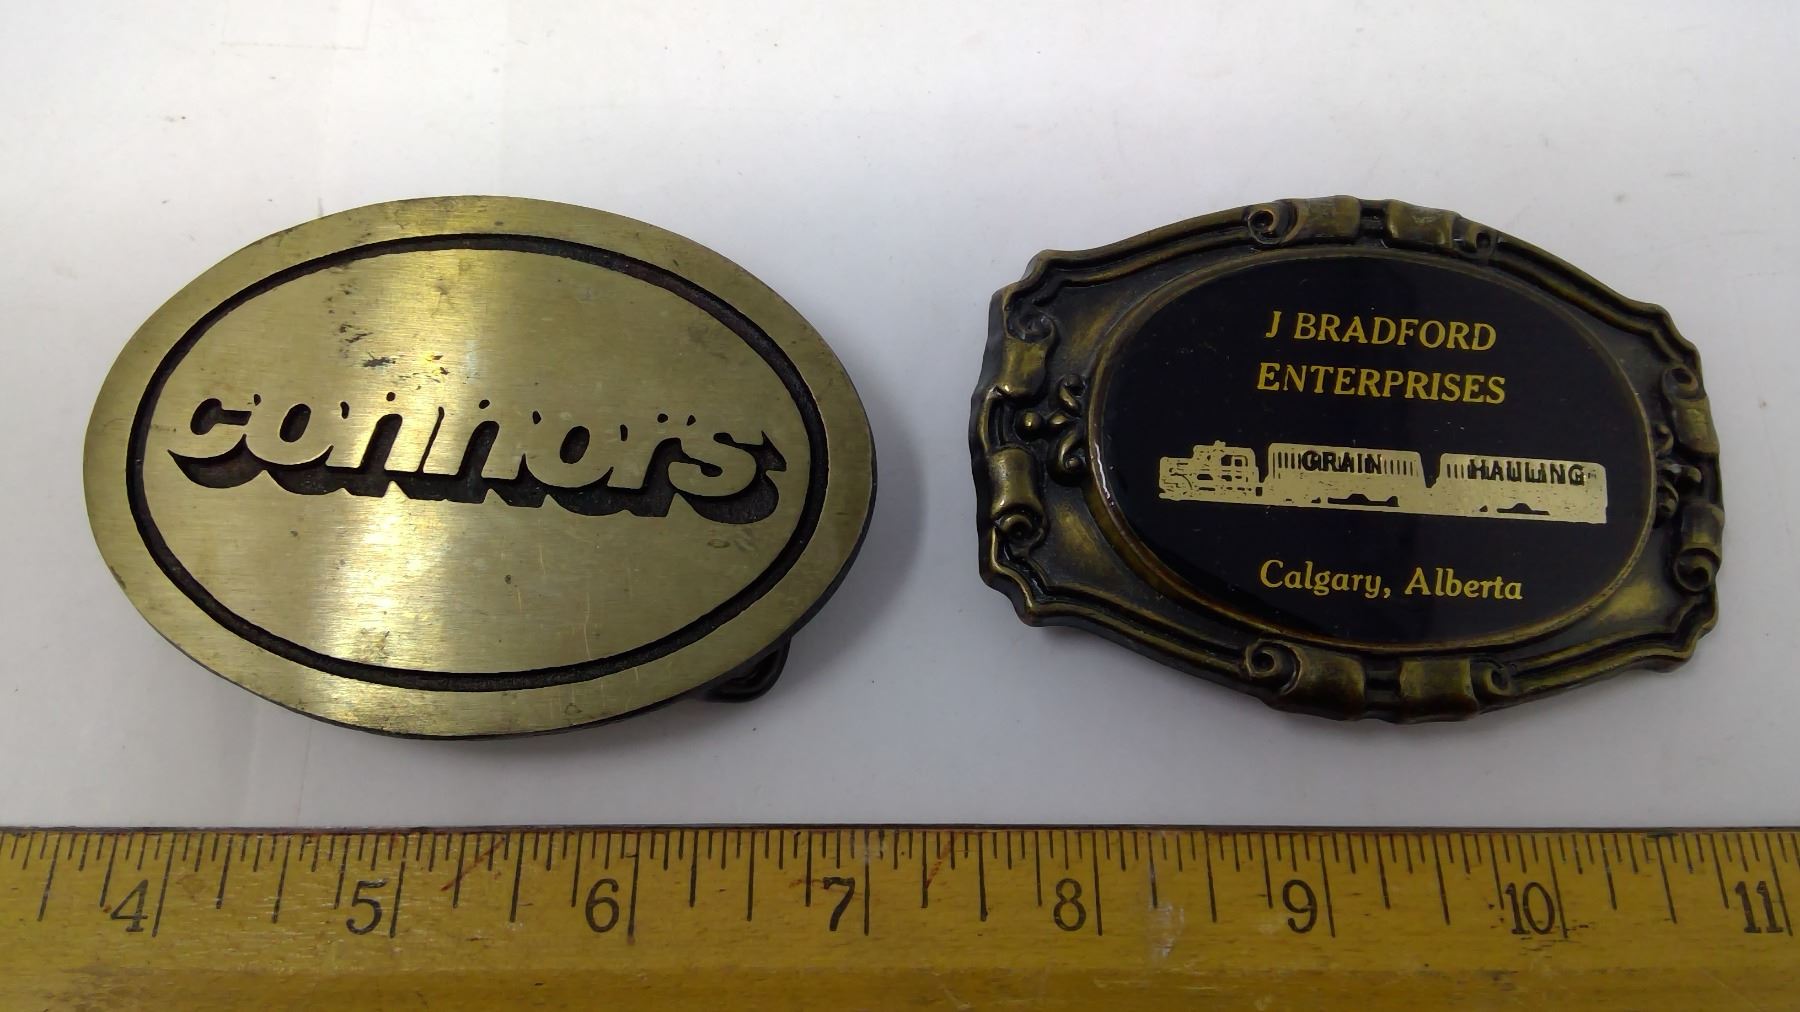 connors
J BRADFORD
ENTERPRISES
GRAIN HAULING
Calgary, Alberta
4 5 6 7 8 9 10 11